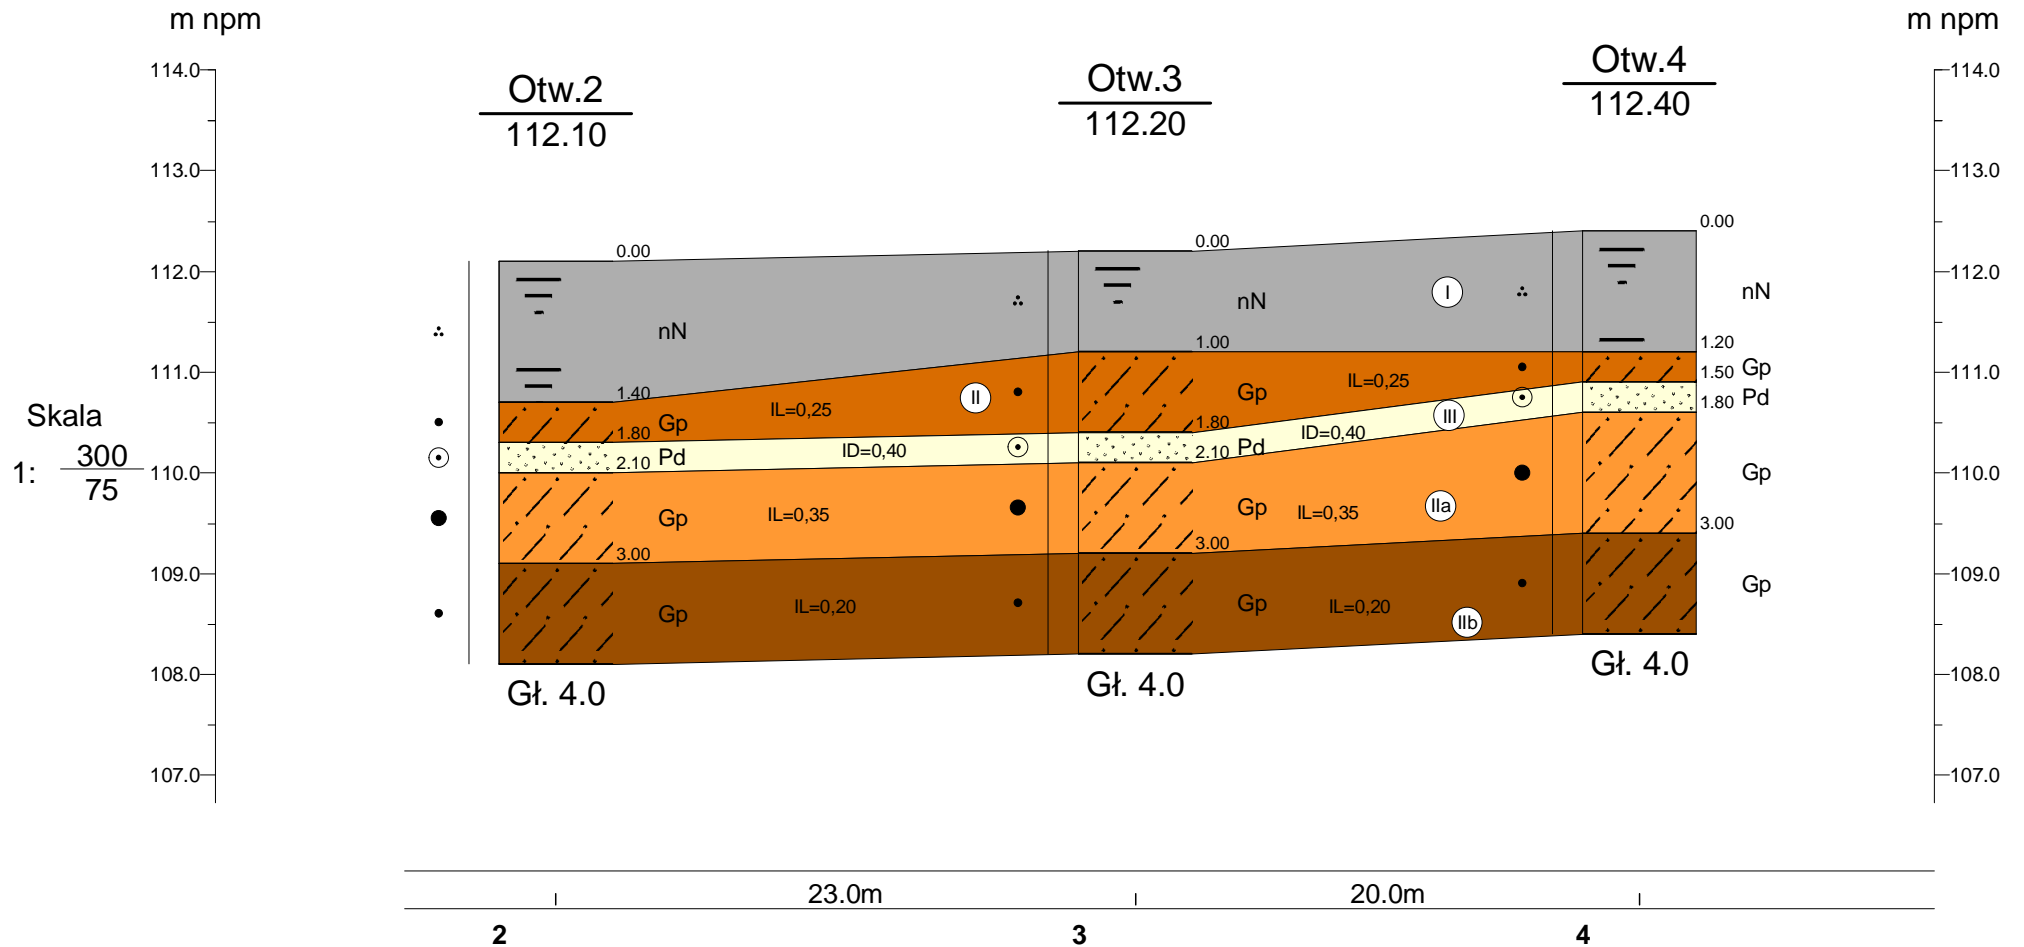 m npm
m npm
Otw.2
112.10
Otw.3
112.20
Otw.4
112.40
114.0
113.0
112.0
111.0
110.0
109.0
108.0
107.0
114.0
113.0
112.0
111.0
110.0
109.0
108.0
107.0
Skala
1: 300
75
0.00
nN
1.40
Gp
IL=0,25
II
1.80
Pd
ID=0,40
2.10
Gp
IL=0,35
3.00
Gp
IL=0,20
Gł. 4.0
0.00
nN
I
1.00
Gp
IL=0,25
1.80
Pd
ID=0,40
III
2.10
Gp
IL=0,35
IIa
3.00
Gp
IL=0,20
IIb
Gł. 4.0
0.00
nN
1.20
Gp
1.50
Pd
1.80
Gp
3.00
Gp
Gł. 4.0
23.0m
20.0m
2
3
4